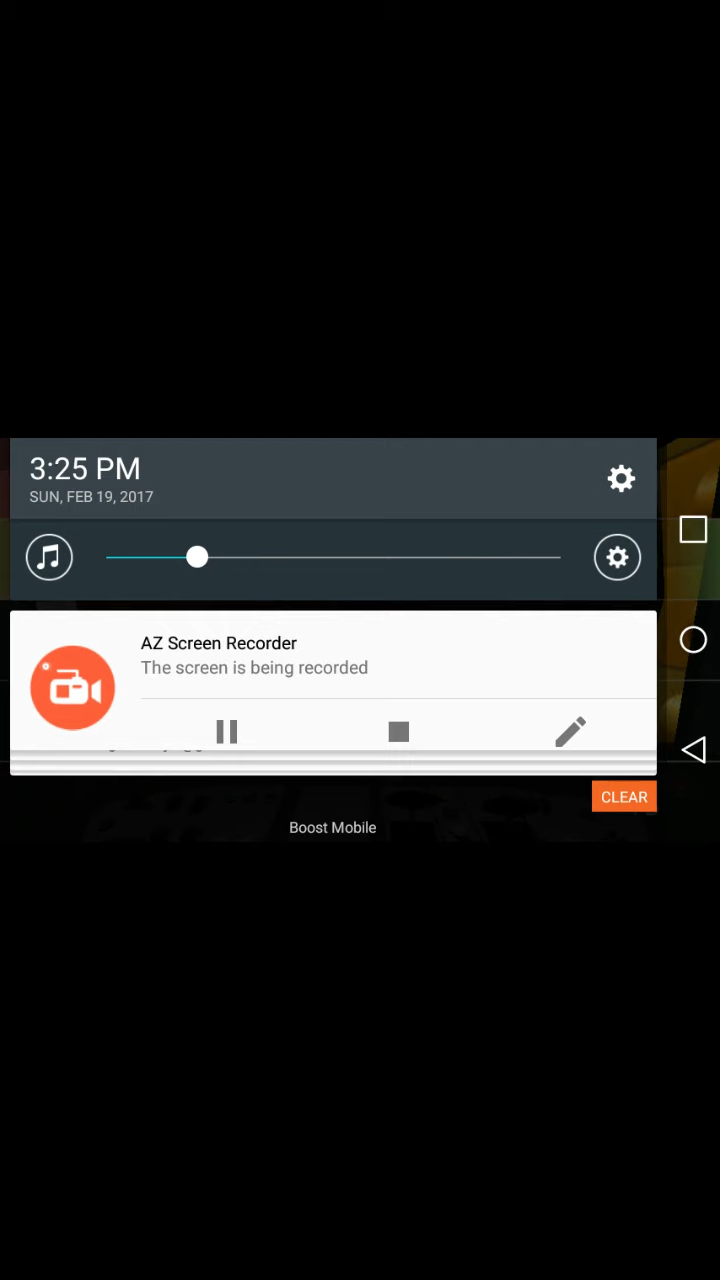 3:25 PM
SUN, FEB 19, 2017
AZ Screen Recorder
The screen is being recorded
CLEAR
Boost Mobile